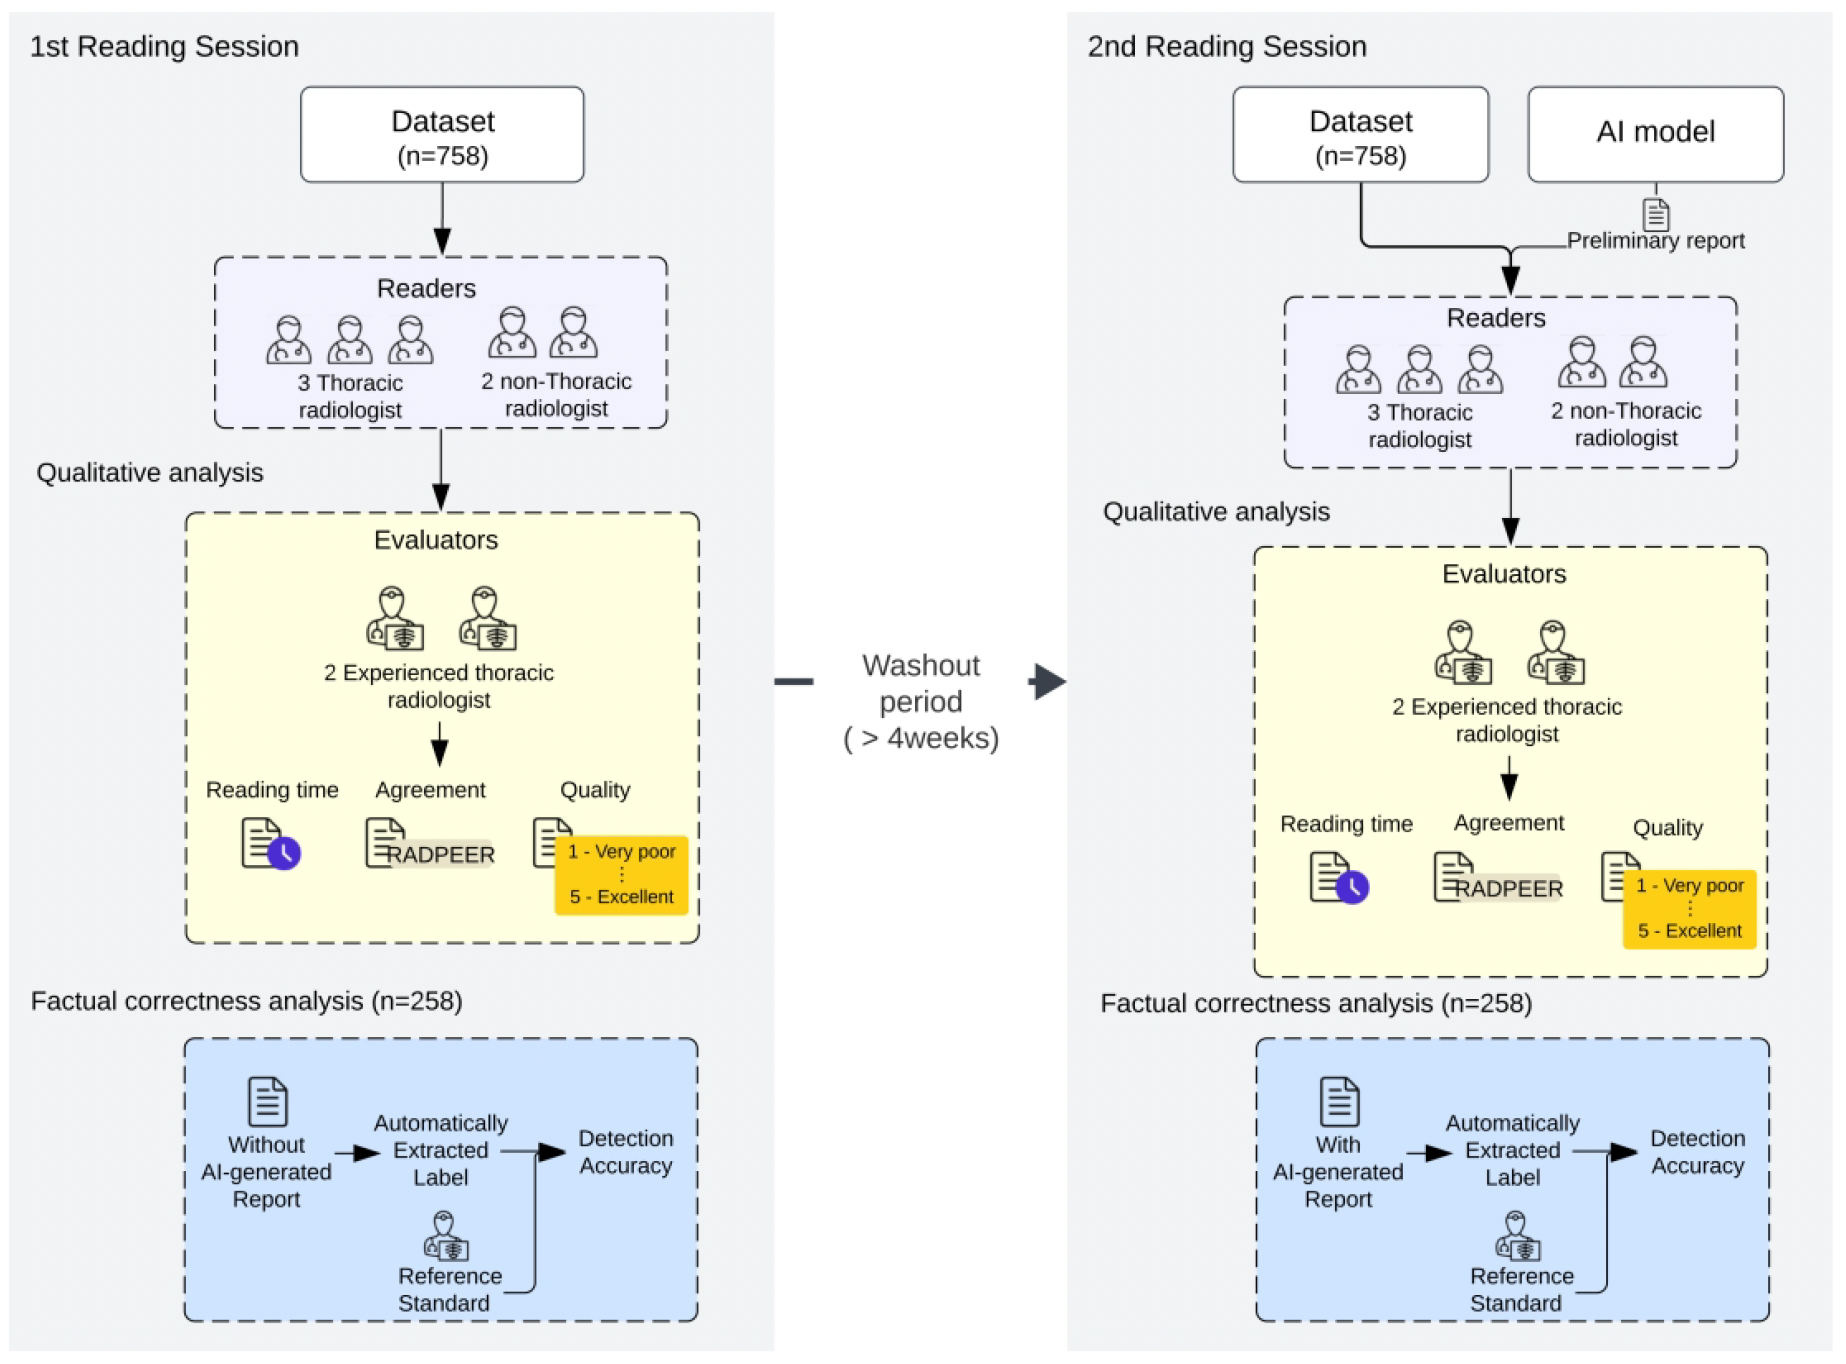 1st Reading Session
Dataset
(n=758)
Readers
3 Thoracic
radiologist
2 non-Thoracic
radiologist
Qualitative analysis
Evaluators
2 Experienced thoracic
radiologist
Reading time
Agreement
Quality
RADPEER
1 - Very poor
5 - Excellent
Factual correctness analysis (n=258)
Without
AI-generated
Report
Automatically
Extracted
Label
Detection
Accuracy
Reference
Standard
Washout
period
( > 4weeks)
2nd Reading Session
Dataset
(n=758)
AI model
Preliminary report
Readers
3 Thoracic
radiologist
2 non-Thoracic
radiologist
Qualitative analysis
Evaluators
2 Experienced thoracic
radiologist
Reading time
Agreement
Quality
RADPEER
1 - Very poor
5 - Excellent
Factual correctness analysis (n=258)
With
AI-generated
Report
Automatically
Extracted
Label
Detection
Accuracy
Reference
Standard